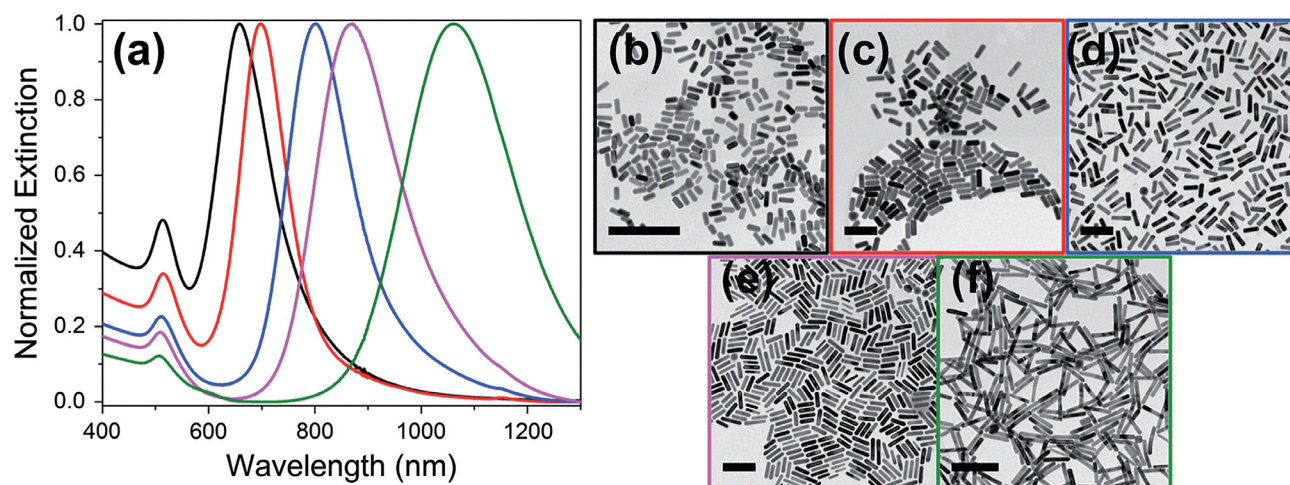 Normalized Extinction
1.0
0.8
0.6
0.4
0.2
0.0
400
600
800
1000
1200
Wavelength (nm)
(a)
(b)
(c)
(d)
(e)
(f)